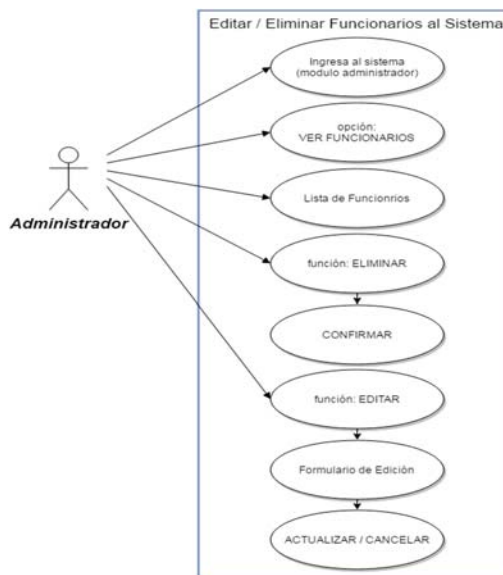 Editar / Eliminar Funcionarios al Sistema
Ingresa al sistema
(modulo administrador)
opción:
VER FUNCIONARIOS
Lista de Funcionrios
Administrador
función: ELIMINAR
CONFIRMAR
función: EDITAR
Formulario de Edición
ACTUALIZAR / CANCELAR